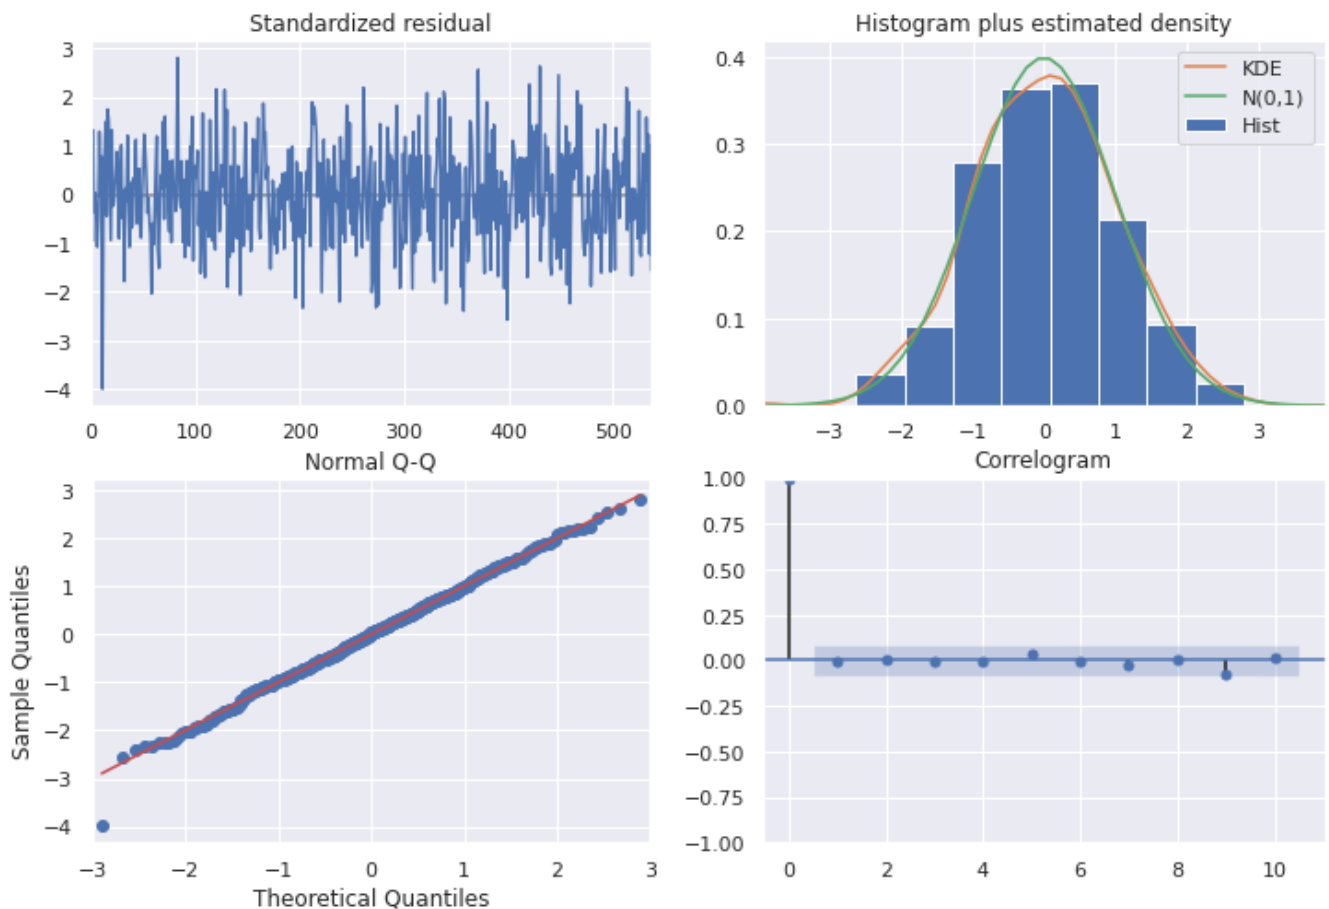 Standardized residual
3
2
1
0
−1
−2
−3
−4
0 100 200 300 400 500
Histogram plus estimated density
0.4
0.3
0.2
0.1
0.0
KDE
N(0,1)
Hist
−3 −2 −1 0 1 2 3
Normal Q-Q
Sample Quantiles
3
2
1
0
−1
−2
−3
−4
−3 −2 −1 0 1 2 3
Theoretical Quantiles
Correlogram
1.00
0.75
0.50
0.25
0.00
−0.25
−0.50
−0.75
−1.00
0 2 4 6 8 10